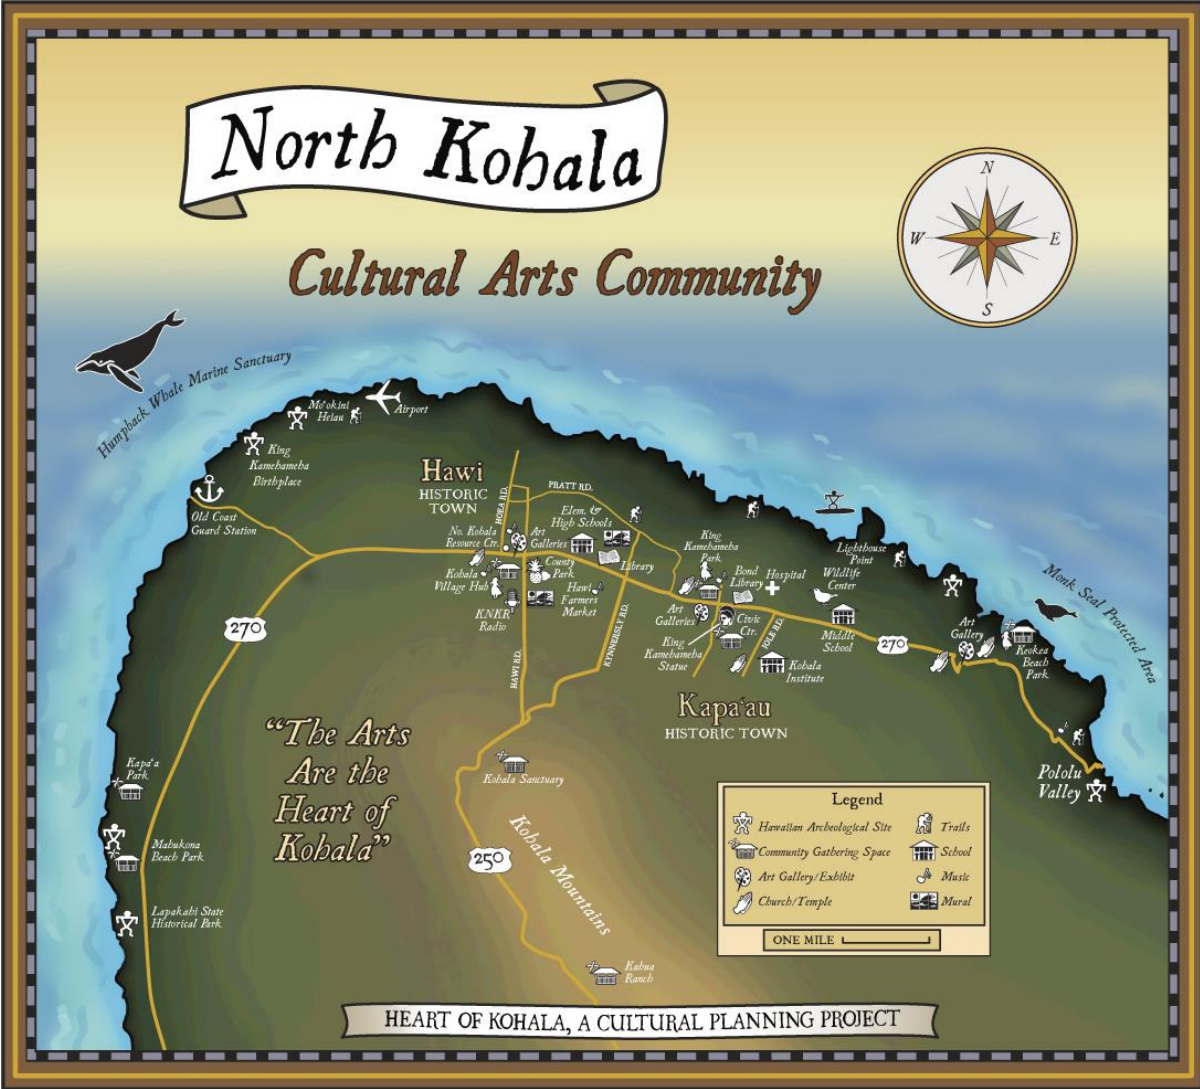 North Kohala
Cultural Arts Community
N
W
E
S
Humpback Whale Marine Sanctuary
Mo'okini
Heiau
Airport
King
Kamehameha
Birthplace
Old Coast
Guard Station
Hawi
HISTORIC
TOWN
HOEA RD.
PRATT RD.
No. Kohala
Resource Ctr.
Art
Galleries
Elem. &
High Schools
Kohala
Village Hub
County
Park
Library
KNKR
Radio
Hawi
Farmers
Market
HAWI RD.
KYNNERSLY RD.
King
Kamehameha
Park
Bond
Library
Hospital
Lighthouse
Point
Wildlife
Center
Art
Galleries
Civic
Ctr.
King
Kamehameha
Statue
IOLE RD.
Kohala
Institute
Middle
School
270
270
Art
Gallery
Keokea
Beach
Park
Monk Seal Protected Area
Kapa'au
HISTORIC TOWN
Pololu
Valley
"The Arts
Are the
Heart of
Kohala"
Kapa'a
Park
Mahukona
Beach Park
Lapakahi State
Historical Park
Kohala Sanctuary
250
Kohala Mountains
Kahua
Ranch
Legend
Hawaiian Archeological Site
Trails
Community Gathering Space
School
Art Gallery/Exhibit
Music
Church/Temple
Mural
ONE MILE
HEART OF KOHALA, A CULTURAL PLANNING PROJECT